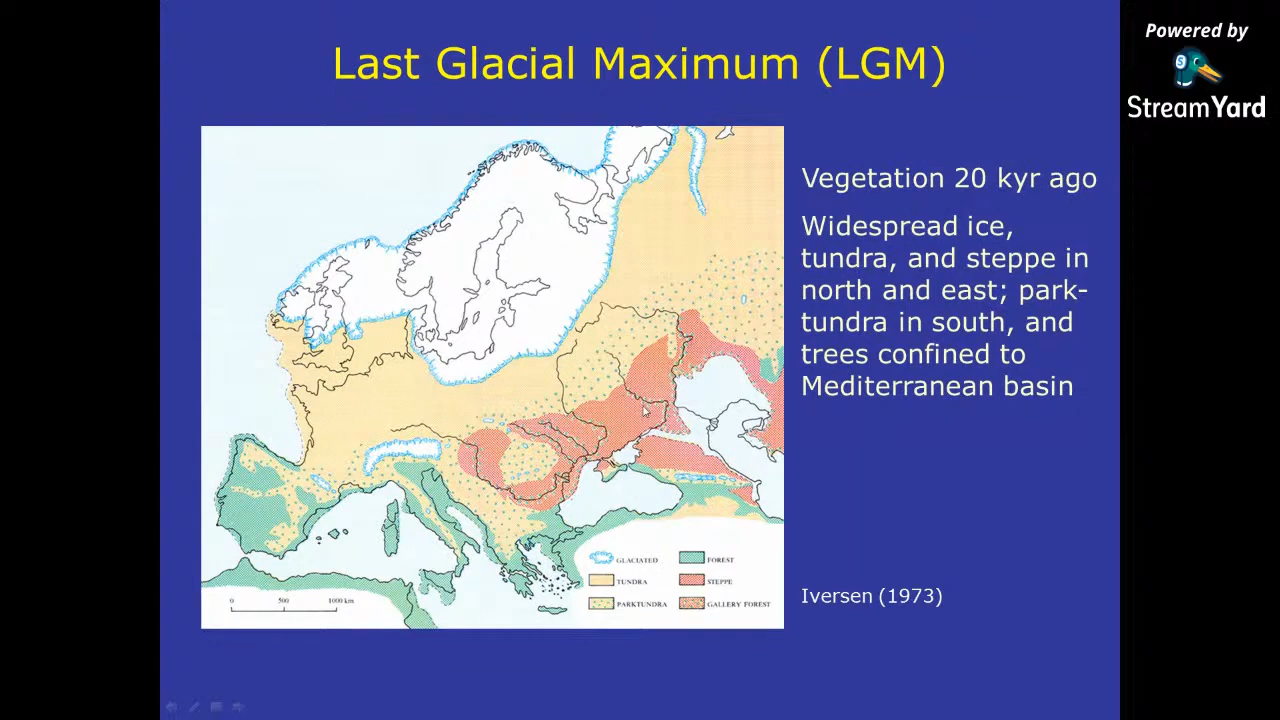 Powered by
StreamYard
Last Glacial Maximum (LGM)
Vegetation 20 kyr ago
Widespread ice,
tundra, and steppe in
north and east; park-
tundra in south, and
trees confined to
Mediterranean basin
GLACIATED
FOREST
TUNDRA
STEPPE
PARKTUNDRA
GALLERY FOREST
0 500 1000 km
Iversen (1973)